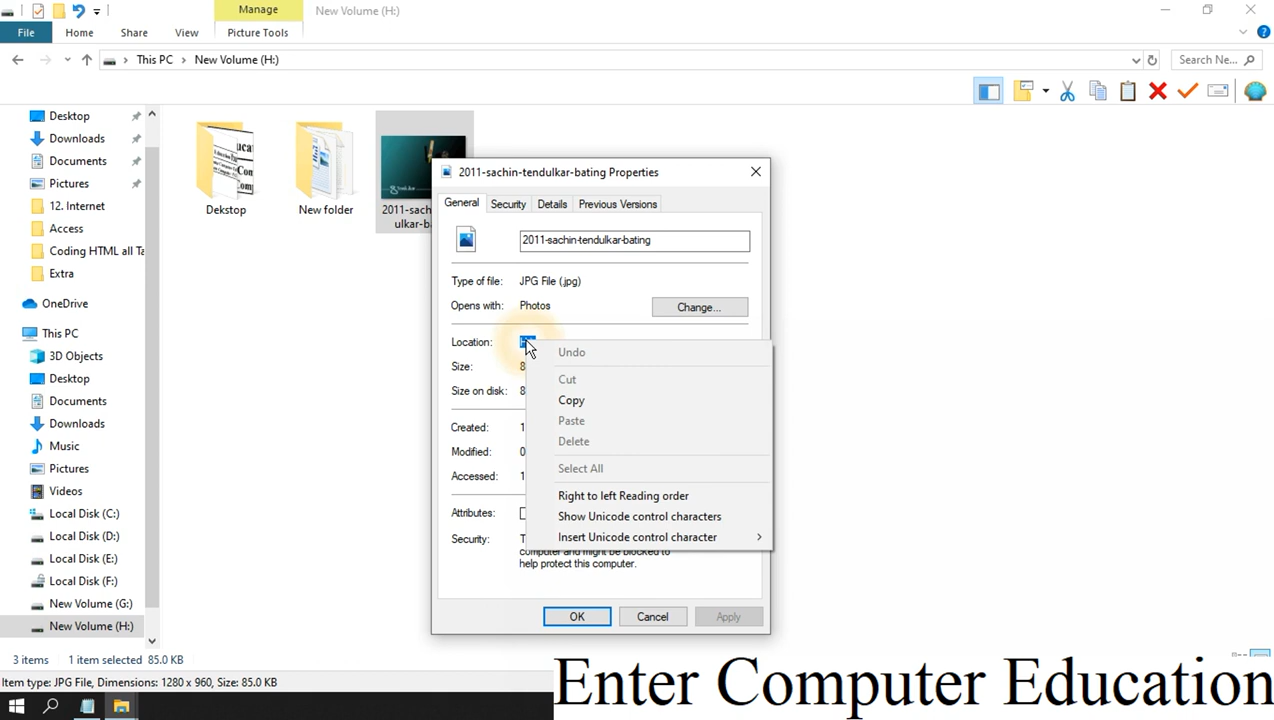 Manage
New Volume (H:)
File
Home
Share
View
Picture Tools
This PC
New Volume (H:)
Search Ne...
Desktop
Downloads
Documents
Pictures
12. Internet
Access
Coding HTML all Ta
Extra
OneDrive
This PC
3D Objects
Desktop
Documents
Downloads
Music
Pictures
Videos
Local Disk (C:)
Local Disk (D:)
Local Disk (E:)
Local Disk (F:)
New Volume (G:)
New Volume (H:)
Dekstop
New folder
2011-sach
ulkar-ba
2011-sachin-tendulkar-bating Properties
General
Security
Details
Previous Versions
2011-sachin-tendulkar-bating
Type of file:
JPG File (.jpg)
Opens with:
Photos
Change...
Location:
Size:
8
Size on disk:
8
Created:
1
Modified:
0
Accessed:
1
Attributes:
Security:
T
computer and might be blocked to
help protect this computer.
Undo
Cut
Copy
Paste
Delete
Select All
Right to left Reading order
Show Unicode control characters
Insert Unicode control character
OK
Cancel
Apply
3 items
1 item selected 85.0 KB
Item type: JPG File, Dimensions: 1280 x 960, Size: 85.0 KB
Enter Computer Education